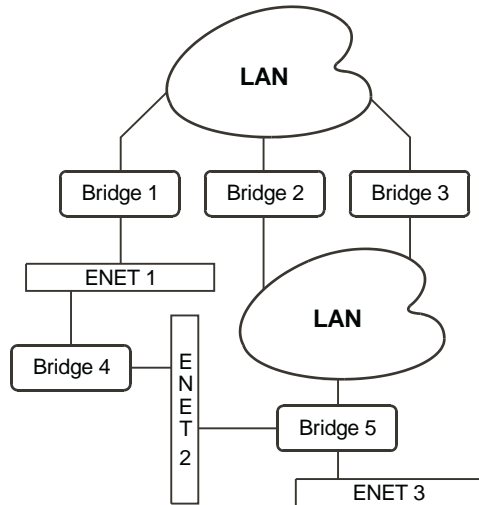 LAN
Bridge 1
Bridge 2
Bridge 3
ENET 1
LAN
Bridge 4
E
N
E
T
2
Bridge 5
ENET 3